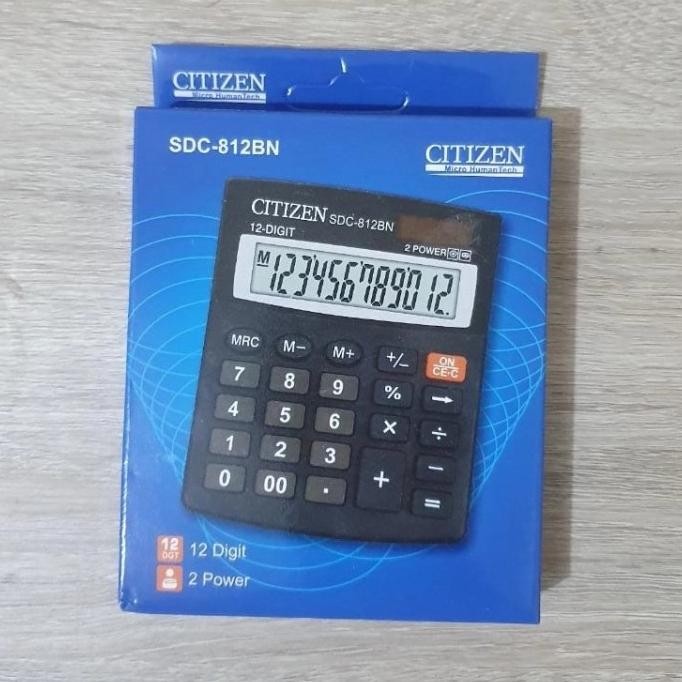 CITIZEN
Micro HumanTech
SDC-812BN
CITIZEN
Micro HumanTech
CITIZEN SDC-812BN
12-DIGIT
2 POWER
M
123456789012.
MRC M− M+ +/− ON
CE·C
7 8 9 % →
4 5 6 × ÷
1 2 3 + −
0 00 . =
12 12 Digit
DGT
2 Power